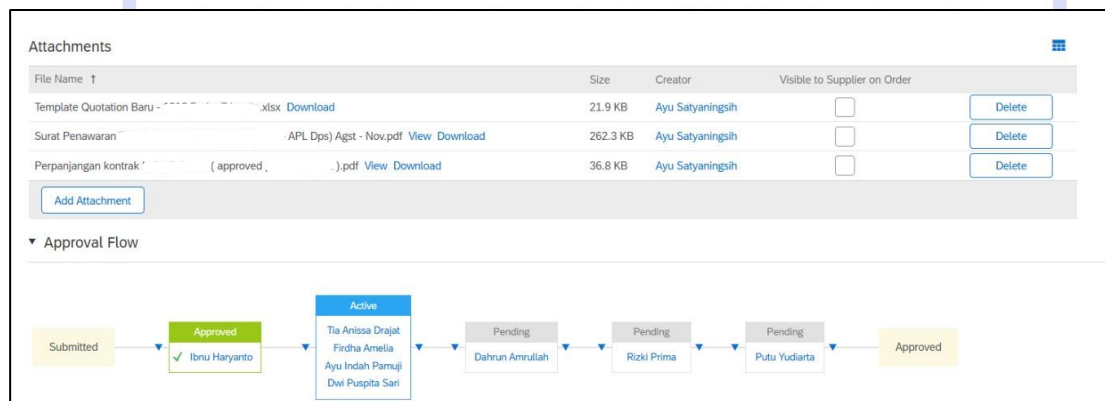 Attachments
File Name ↑ Size Creator Visible to Supplier on Order
Template Quotation Baru - .xlsx Download 21.9 KB Ayu Satyaningsih Delete
Surat Penawaran APL Dps) Agst - Nov.pdf View Download 262.3 KB Ayu Satyaningsih Delete
Perpanjangan kontrak ( approved ).pdf View Download 36.8 KB Ayu Satyaningsih Delete
Add Attachment
Approval Flow
Submitted
Approved
Ibnu Haryanto
Active
Tia Anissa Drajat
Firdha Amelia
Ayu Indah Pamuji
Dwi Puspita Sari
Pending
Dahrun Amrullah
Pending
Rizki Prima
Pending
Putu Yudiarta
Approved